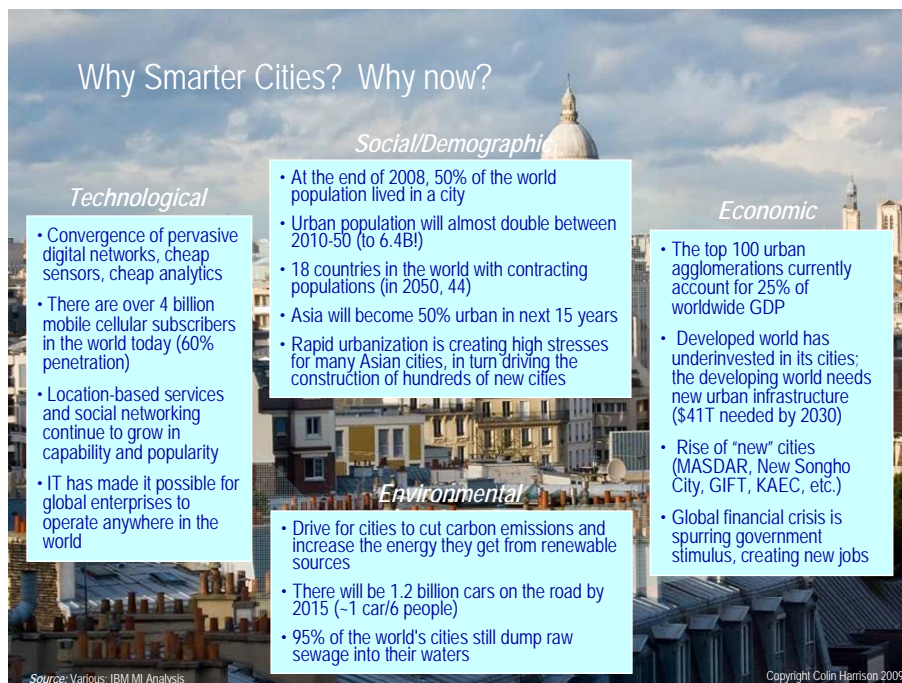 Why Smarter Cities? Why now?
Technological
• Convergence of pervasive
digital networks, cheap
sensors, cheap analytics
• There are over 4 billion
mobile cellular subscribers
in the world today (60%
penetration)
• Location-based services
and social networking
continue to grow in
capability and popularity
• IT has made it possible for
global enterprises to
operate anywhere in the
world
Social/Demographic
• At the end of 2008, 50% of the world
population lived in a city
• Urban population will almost double between
2010-50 (to 6.4B!)
• 18 countries in the world with contracting
populations (in 2050, 44)
• Asia will become 50% urban in next 15 years
• Rapid urbanization is creating high stresses
for many Asian cities, in turn driving the
construction of hundreds of new cities
Environmental
• Drive for cities to cut carbon emissions and
increase the energy they get from renewable
sources
• There will be 1.2 billion cars on the road by
2015 (~1 car/6 people)
• 95% of the world's cities still dump raw
sewage into their waters
Economic
• The top 100 urban
agglomerations currently
account for 25% of
worldwide GDP
• Developed world has
underinvested in its cities;
the developing world needs
new urban infrastructure
($41T needed by 2030)
• Rise of “new” cities
(MASDAR, New Songho
City, GIFT, KAEC, etc.)
• Global financial crisis is
spurring government
stimulus, creating new jobs
Source: Various; IBM MI Analysis
Copyright Colin Harrison 2009